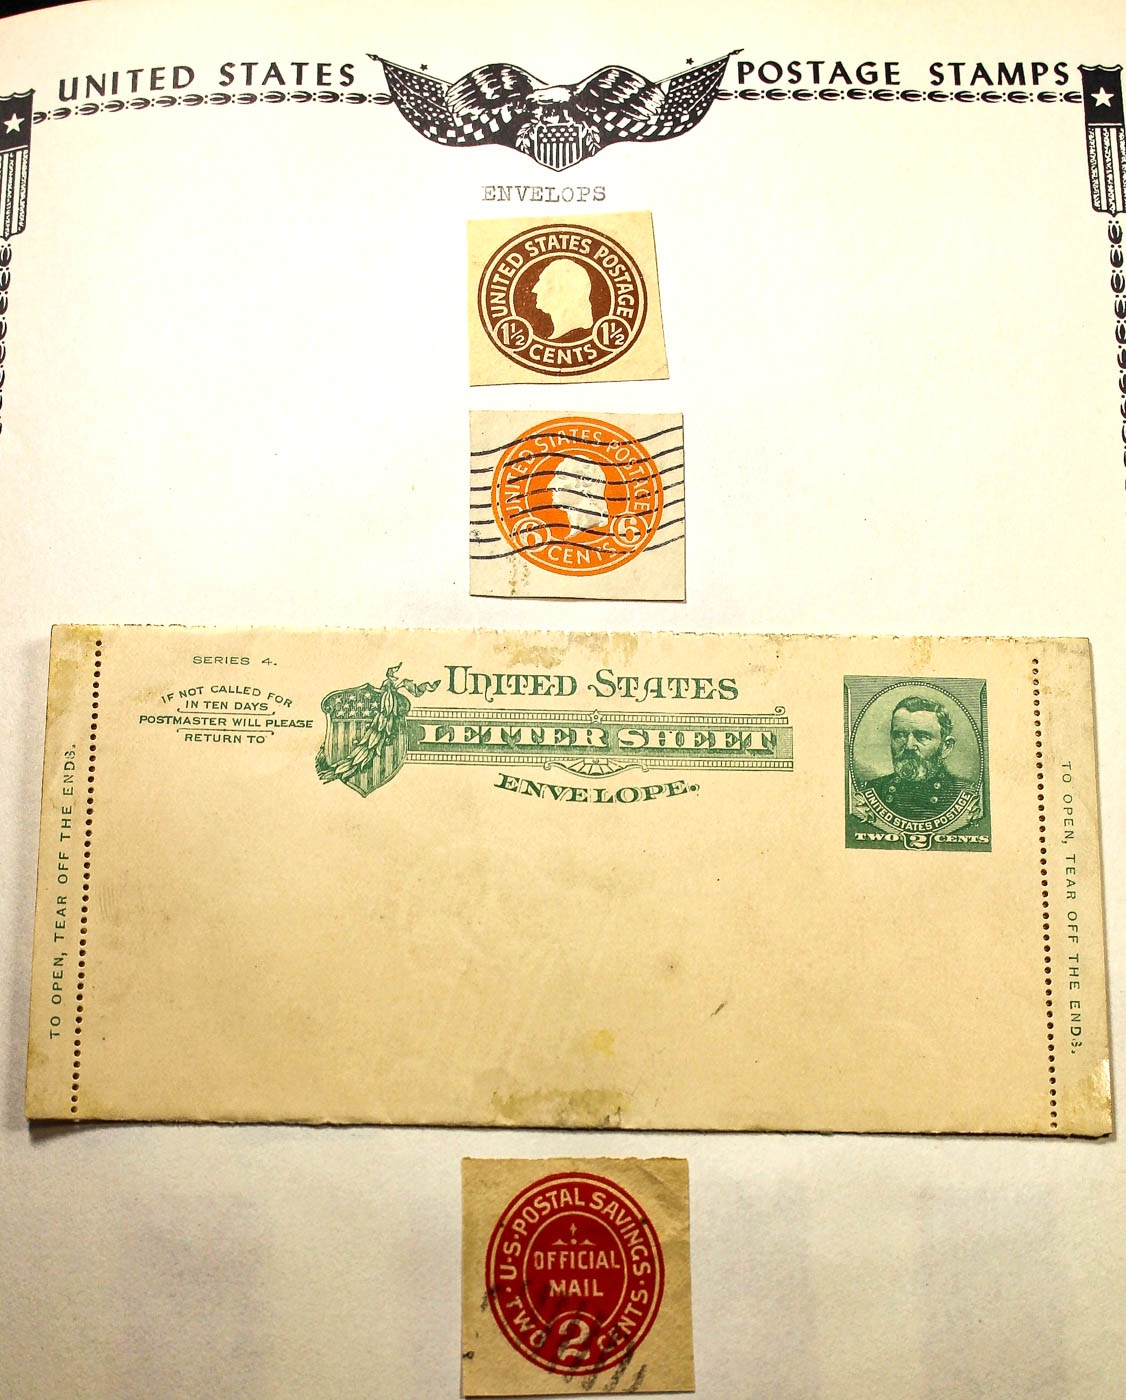 UNITED STATES POSTAGE STAMPS
ENVELOPS
UNITED STATES POSTAGE
1½ 1½
CENTS
UNITED STATES POSTAGE
6 6
CENTS
SERIES 4.
IF NOT CALLED FOR
IN TEN DAYS
POSTMASTER WILL PLEASE
RETURN TO
UNITED STATES
LETTER SHEET
ENVELOPE.
UNITED STATES POSTAGE
TWO 2 CENTS
TO OPEN, TEAR OFF THE ENDS.
TO OPEN, TEAR OFF THE ENDS.
U·S·POSTAL SAVINGS·
OFFICIAL
MAIL
·TWO CENTS·
2